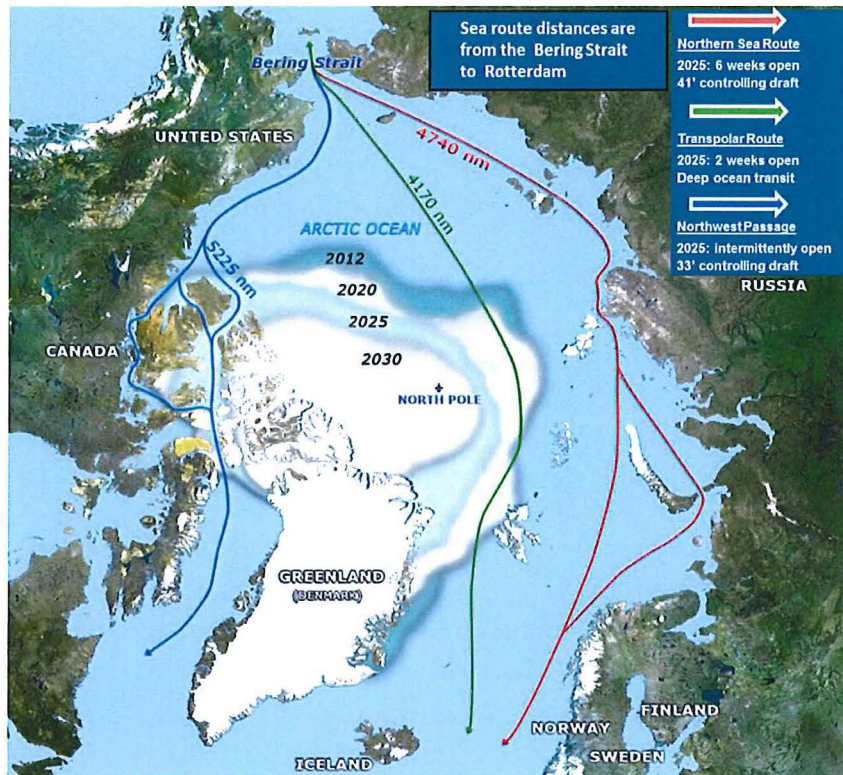 Sea route distances are
from the Bering Strait
to Rotterdam
Northern Sea Route
2025: 6 weeks open
41' controlling draft
Transpolar Route
2025: 2 weeks open
Deep ocean transit
Northwest Passage
2025: intermittently open
33' controlling draft
Bering Strait
UNITED STATES
4740 nm
4170 nm
ARCTIC OCEAN
5225 nm
2012
2020
2025
2030
RUSSIA
CANADA
NORTH POLE
GREENLAND
(DENMARK)
FINLAND
NORWAY
SWEDEN
ICELAND